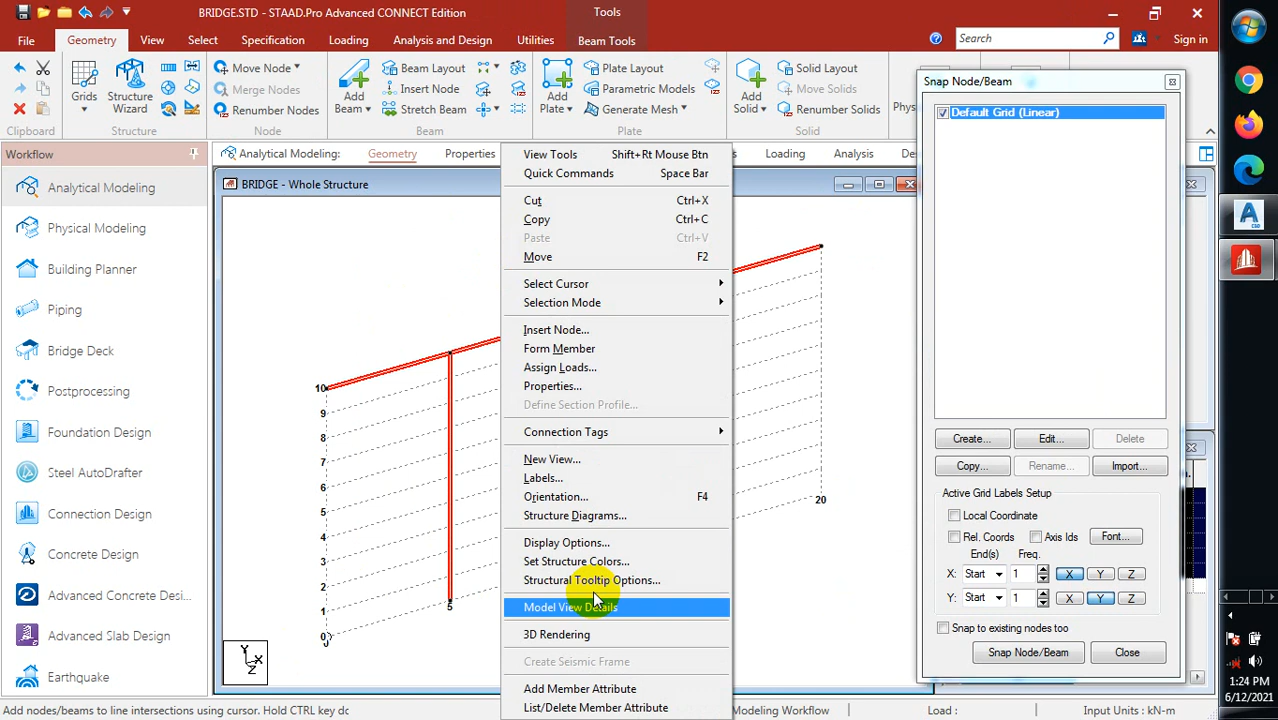 BRIDGE.STD - STAAD.Pro Advanced CONNECT Edition
Tools
File
Geometry
View
Select
Specification
Loading
Analysis and Design
Utilities
Beam Tools
Search
Sign in
Grids
Structure Wizard
Move Node
Merge Nodes
Renumber Nodes
Add Beam
Beam Layout
Insert Node
Stretch Beam
Add Plate
Plate Layout
Parametric Models
Generate Mesh
Add Solid
Solid Layout
Move Solids
Renumber Solids
Clipboard
Structure
Node
Beam
Plate
Solid
Workflow
Analytical Modeling
Physical Modeling
Building Planner
Piping
Bridge Deck
Postprocessing
Foundation Design
Steel AutoDrafter
Connection Design
Concrete Design
Advanced Concrete Desi...
Advanced Slab Design
Earthquake
Analytical Modeling:
Geometry
Properties
Loading
Analysis
BRIDGE - Whole Structure
10
9
8
7
6
5
4
3
2
1
0
5
20
Y
X
Z
View Tools Shift+Rt Mouse Btn
Quick Commands Space Bar
Cut Ctrl+X
Copy Ctrl+C
Paste Ctrl+V
Move F2
Select Cursor
Selection Mode
Insert Node...
Form Member
Assign Loads...
Properties...
Define Section Profile...
Connection Tags
New View...
Labels...
Orientation... F4
Structure Diagrams...
Display Options...
Set Structure Colors...
Structural Tooltip Options...
Model View Details
3D Rendering
Create Seismic Frame
Add Member Attribute
List/Delete Member Attribute
Snap Node/Beam
Default Grid (Linear)
Create... Edit... Delete
Copy... Rename... Import...
Active Grid Labels Setup
Local Coordinate
Rel. Coords Axis Ids Font...
End(s) Freq.
X: Start 1 X Y Z
Y: Start 1 X Y Z
Snap to existing nodes too
Snap Node/Beam Close
Add nodes/beams to line intersections using cursor. Hold CTRL key dc
Modeling Workflow
Load :
Input Units : kN-m
1:24 PM
6/12/2021